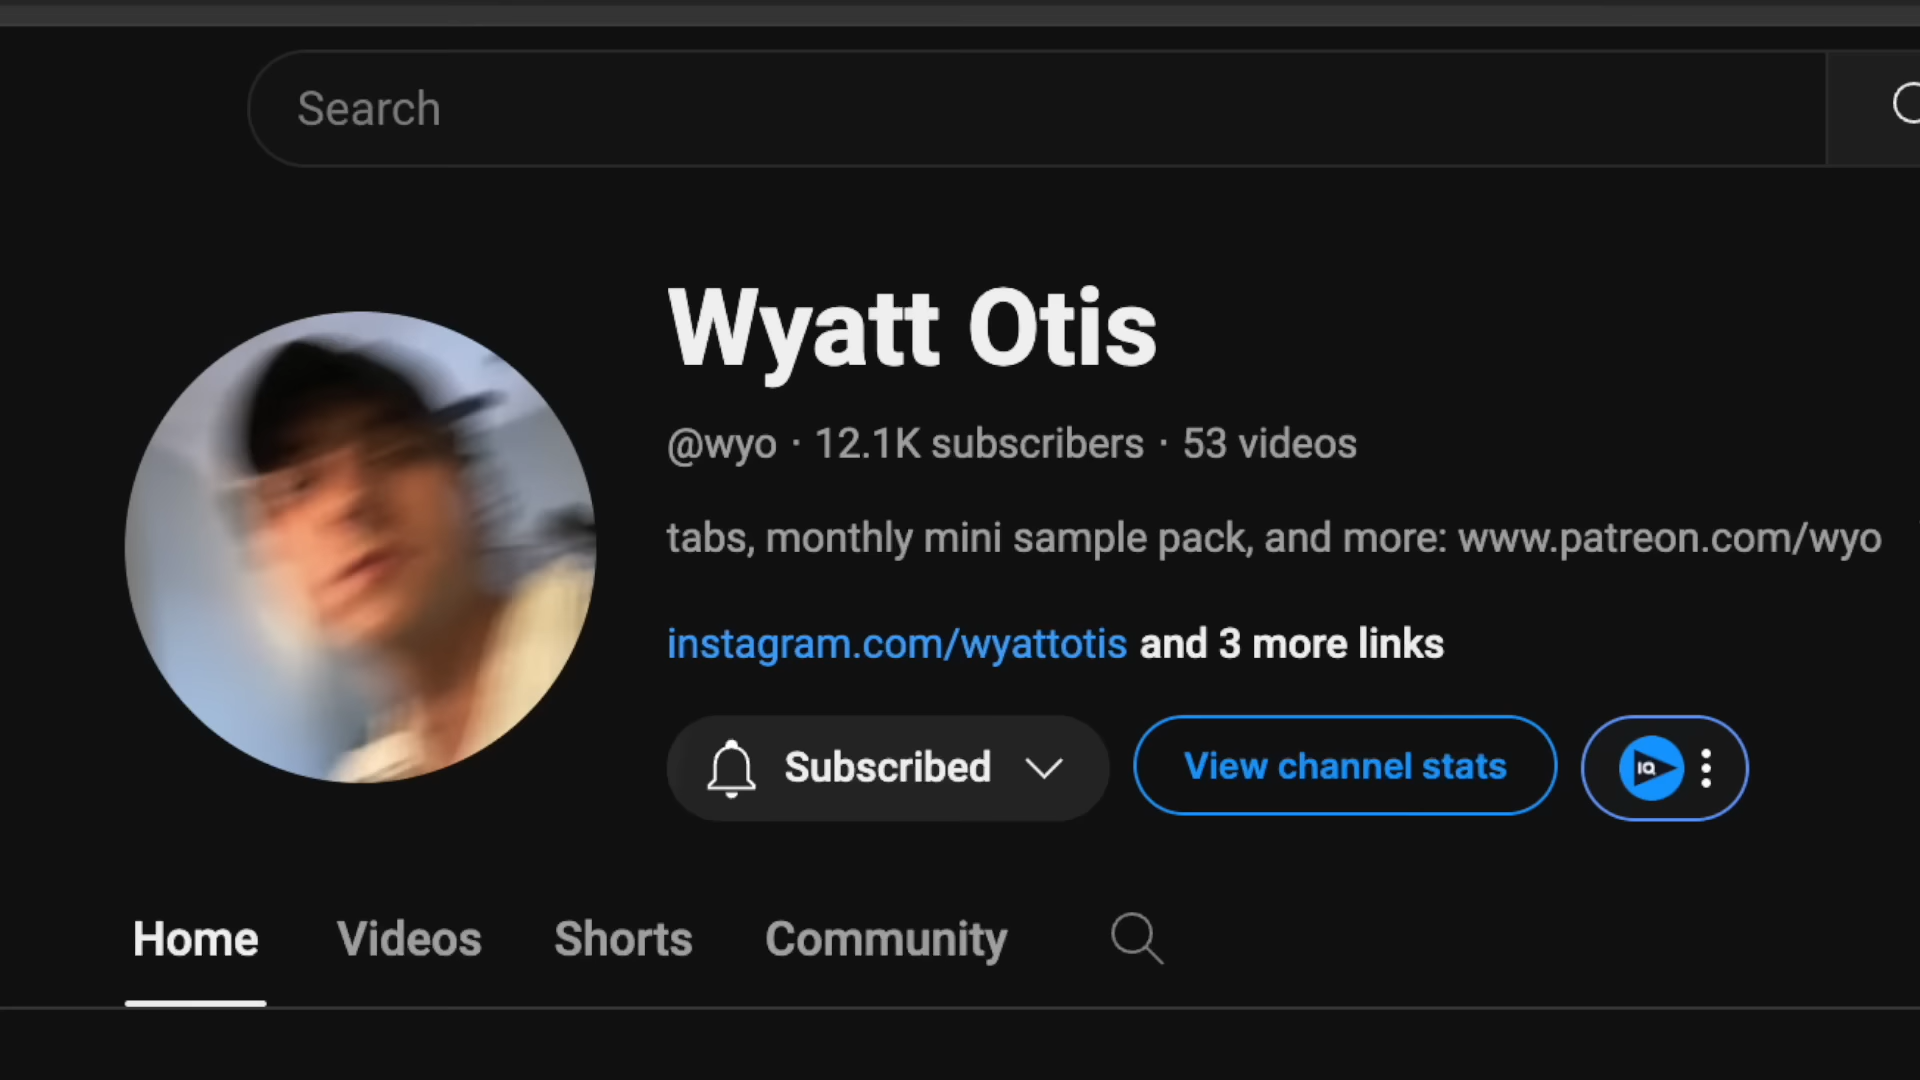 Search
Wyatt Otis
@wyo · 12.1K subscribers · 53 videos
tabs, monthly mini sample pack, and more: www.patreon.com/wyo
instagram.com/wyattotis and 3 more links
Subscribed
View channel stats
IQ
Home Videos Shorts Community